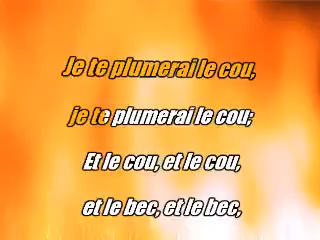 Je te plumerai le cou,
je te plumerai le cou;
Et le cou, et le cou,
et le bec, et le bec,